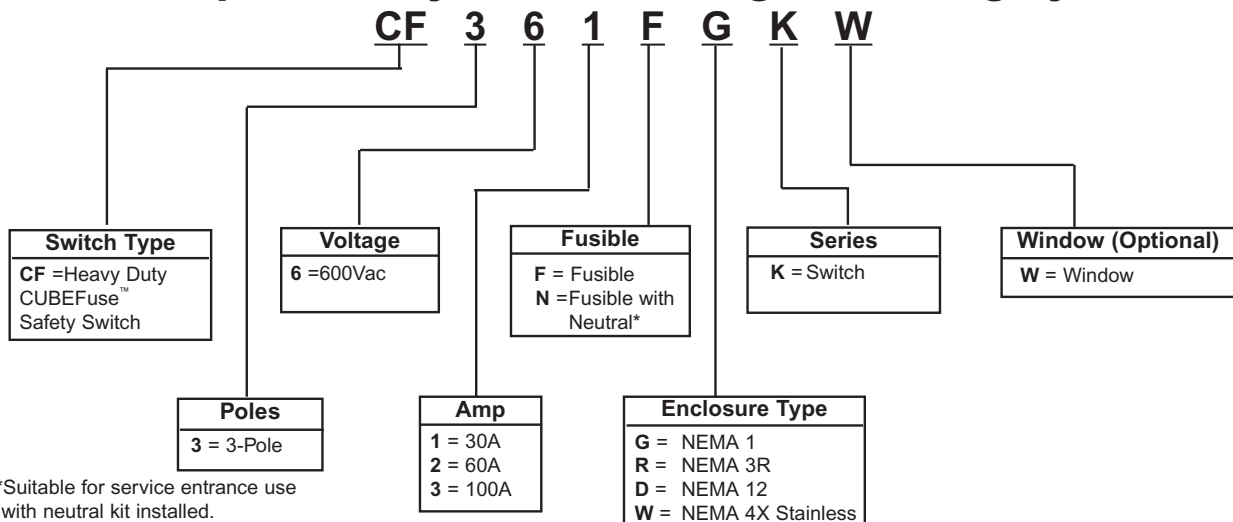 CF 3 6 1 F G K W
Switch Type
CF =Heavy Duty
CUBEFuse™
Safety Switch
Voltage
6 =600Vac
Fusible
F = Fusible
N =Fusible with
Neutral*
Series
K = Switch
Window (Optional)
W = Window
Poles
3 = 3-Pole
Amp
1 = 30A
2 = 60A
3 = 100A
Enclosure Type
G = NEMA 1
R = NEMA 3R
D = NEMA 12
W = NEMA 4X Stainless
*Suitable for service entrance use
with neutral kit installed.